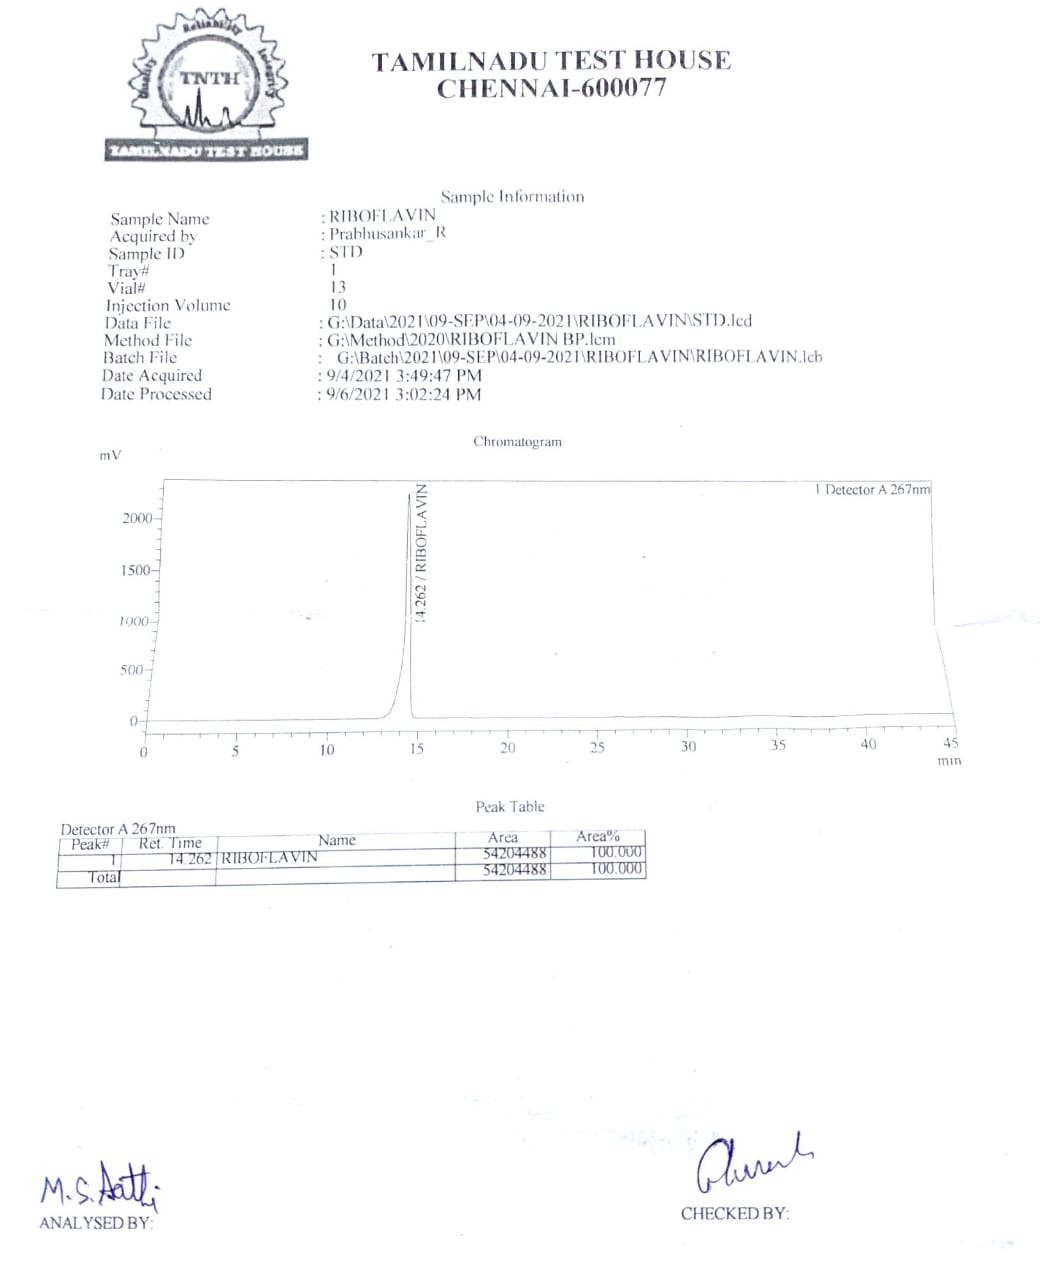 Reliability
Quality
Integrity
TNTH
TAMILNADU TEST HOUSE
TAMILNADU TEST HOUSE
CHENNAI-600077
Sample Information
Sample Name : RIBOFLAVIN
Acquired by : Prabhusankar_R
Sample ID : STD
Tray# 1
Vial# 13
Injection Volume 10
Data File : G:\Data\2021\09-SEP\04-09-2021\RIBOFLAVIN\STD.lcd
Method File : G:\Method\2020\RIBOFLAVIN BP.lcm
Batch File : G:\Batch\2021\09-SEP\04-09-2021\RIBOFLAVIN\RIBOFLAVIN.lcb
Date Acquired : 9/4/2021 3:49:47 PM
Date Processed : 9/6/2021 3:02:24 PM
Chromatogram
mV
1 Detector A 267nm
14.262 / RIBOFLAVIN
2000
1500
1000
500
0
0 5 10 15 20 25 30 35 40 45
min
Peak Table
Detector A 267nm
Peak# Ret. Time Name Area Area%
1 14.262 RIBOFLAVIN 54204488 100.000
Total 54204488 100.000
M.S.Sathi
ANALYSED BY:
CHECKED BY: